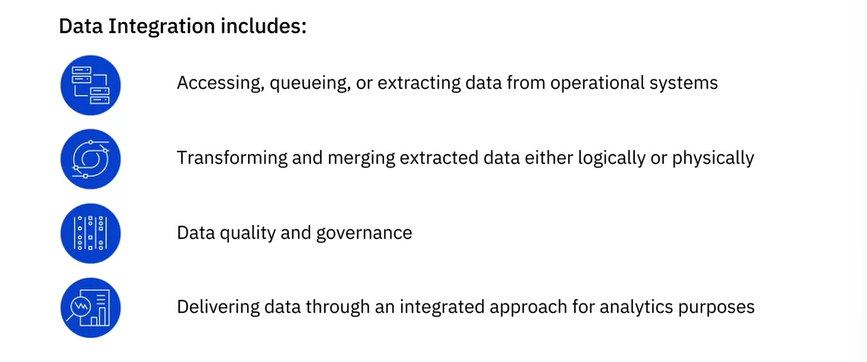 Data Integration includes:
Accessing, queueing, or extracting data from operational systems
Transforming and merging extracted data either logically or physically
Data quality and governance
Delivering data through an integrated approach for analytics purposes